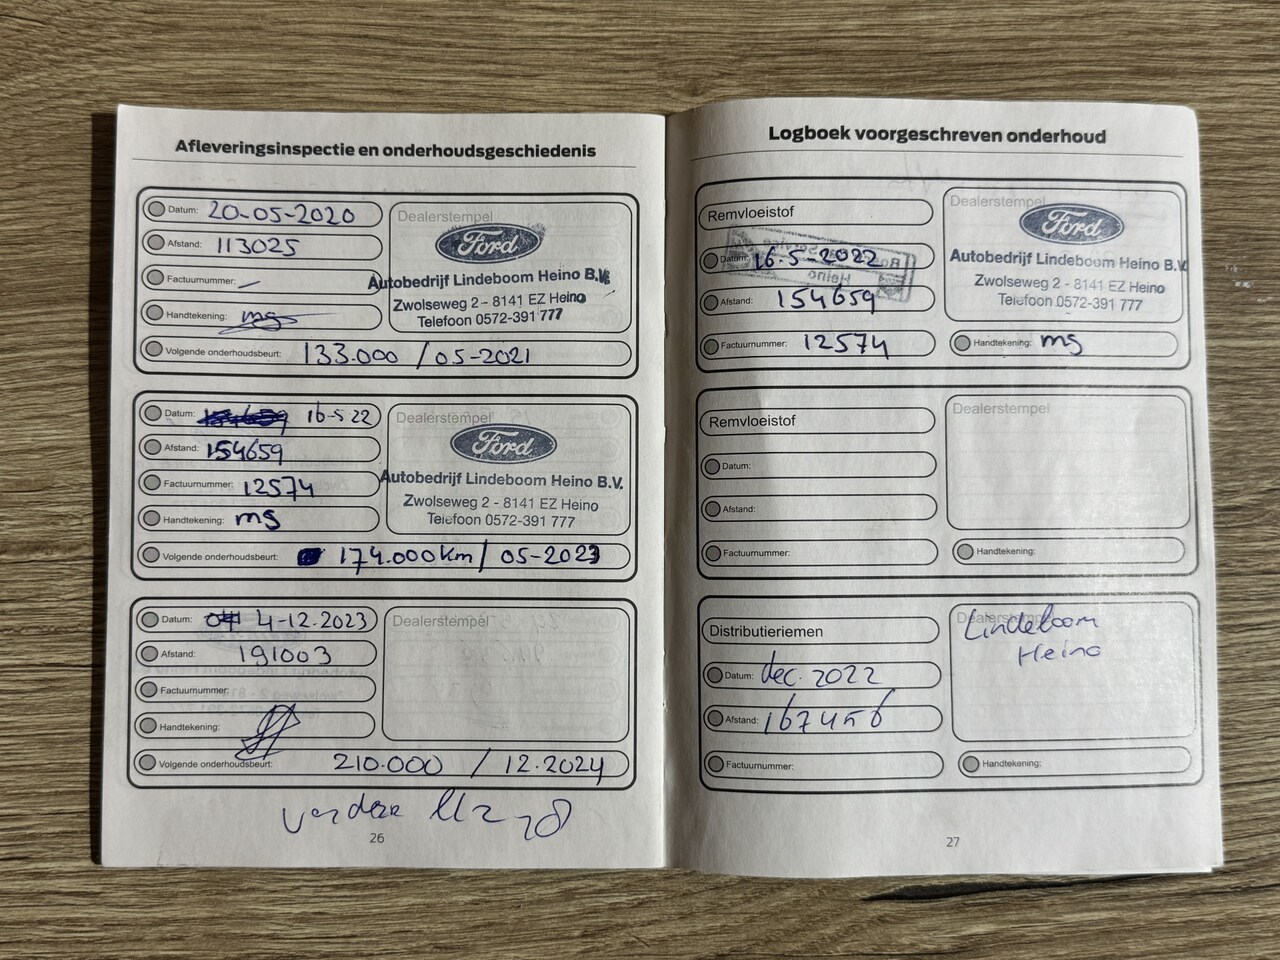 Afleveringsinspectie en onderhoudsgeschiedenis
Datum: 20-05-2020
Afstand: 113025
Factuurnummer: –
Handtekening: ms
Dealerstempel
Ford
Autobedrijf Lindeboom Heino B.V.
Zwolseweg 2 - 8141 EZ Heino
Telefoon 0572-391 777
Volgende onderhoudsbeurt: 133.000 / 05-2021
Datum: 16-5 22
Afstand: 154659
Factuurnummer: 12574
Handtekening: ms
Dealerstempel
Ford
Autobedrijf Lindeboom Heino B.V.
Zwolseweg 2 - 8141 EZ Heino
Telefoon 0572-391 777
Volgende onderhoudsbeurt: 174.000km / 05-2023
Datum: 4-12.2023
Afstand: 191003
Factuurnummer:
Handtekening:
Dealerstempel
Volgende onderhoudsbeurt: 210.000 / 12.2024
26
Logboek voorgeschreven onderhoud
Remvloeistof
Datum: 16-5-2022
Afstand: 154659
Factuurnummer: 12574
Dealerstempel
Ford
Autobedrijf Lindeboom Heino B.V.
Zwolseweg 2 - 8141 EZ Heino
Telefoon 0572-391 777
Handtekening: ms
Remvloeistof
Datum:
Afstand:
Factuurnummer:
Dealerstempel
Handtekening:
Distributieriemen
Datum: dec. 2022
Afstand: 167456
Factuurnummer:
Dealerstempel
Lindeboom
Heino
Handtekening:
27